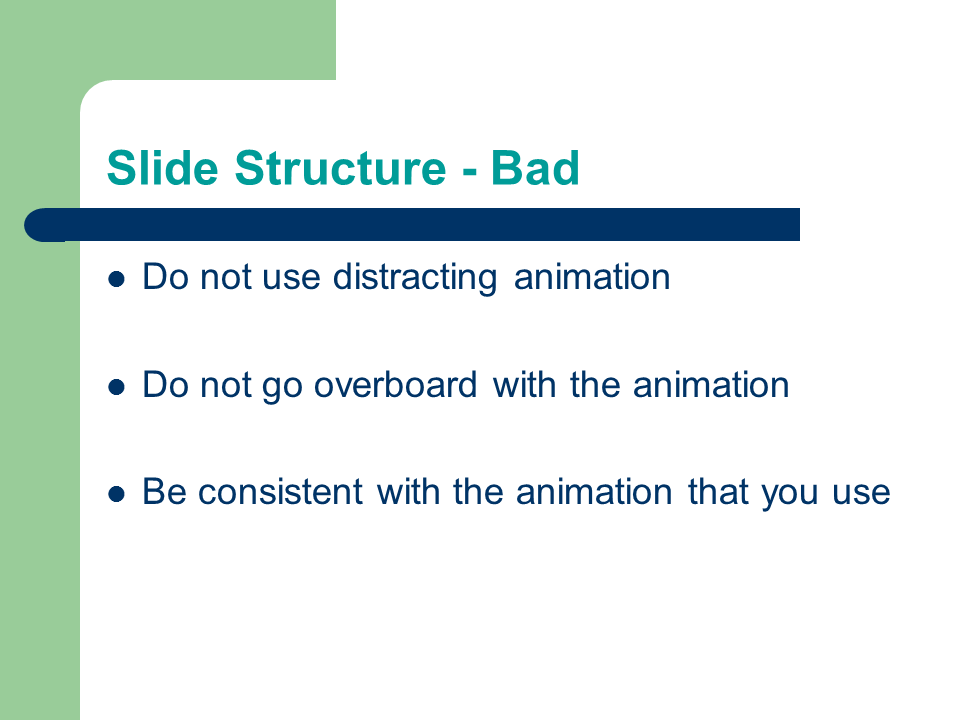 Slide Structure - Bad
Do not use distracting animation
Do not go overboard with the animation
Be consistent with the animation that you use